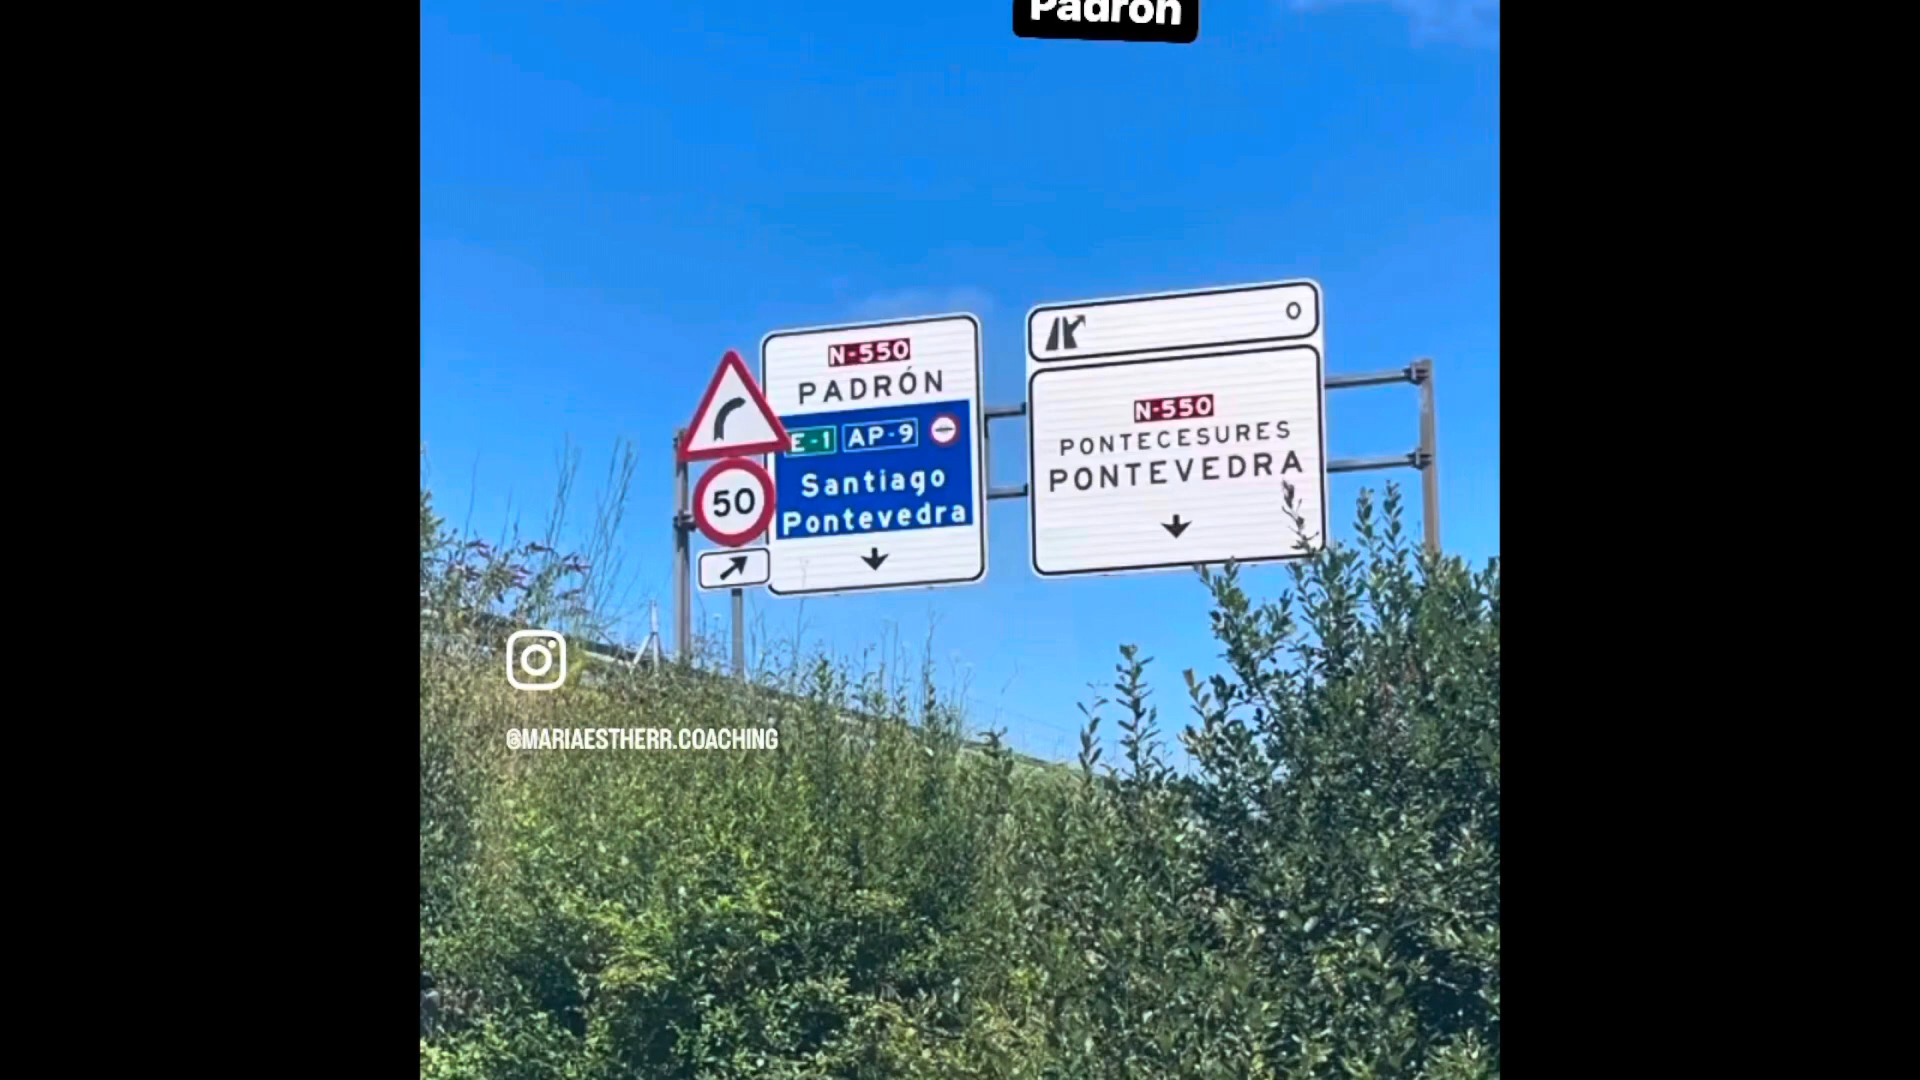 Padrón
N-550
PADRÓN
E-1 AP-9
Santiago
Pontevedra
50
0
N-550
PONTECESURES
PONTEVEDRA
@MARIAESTHERR.COACHING